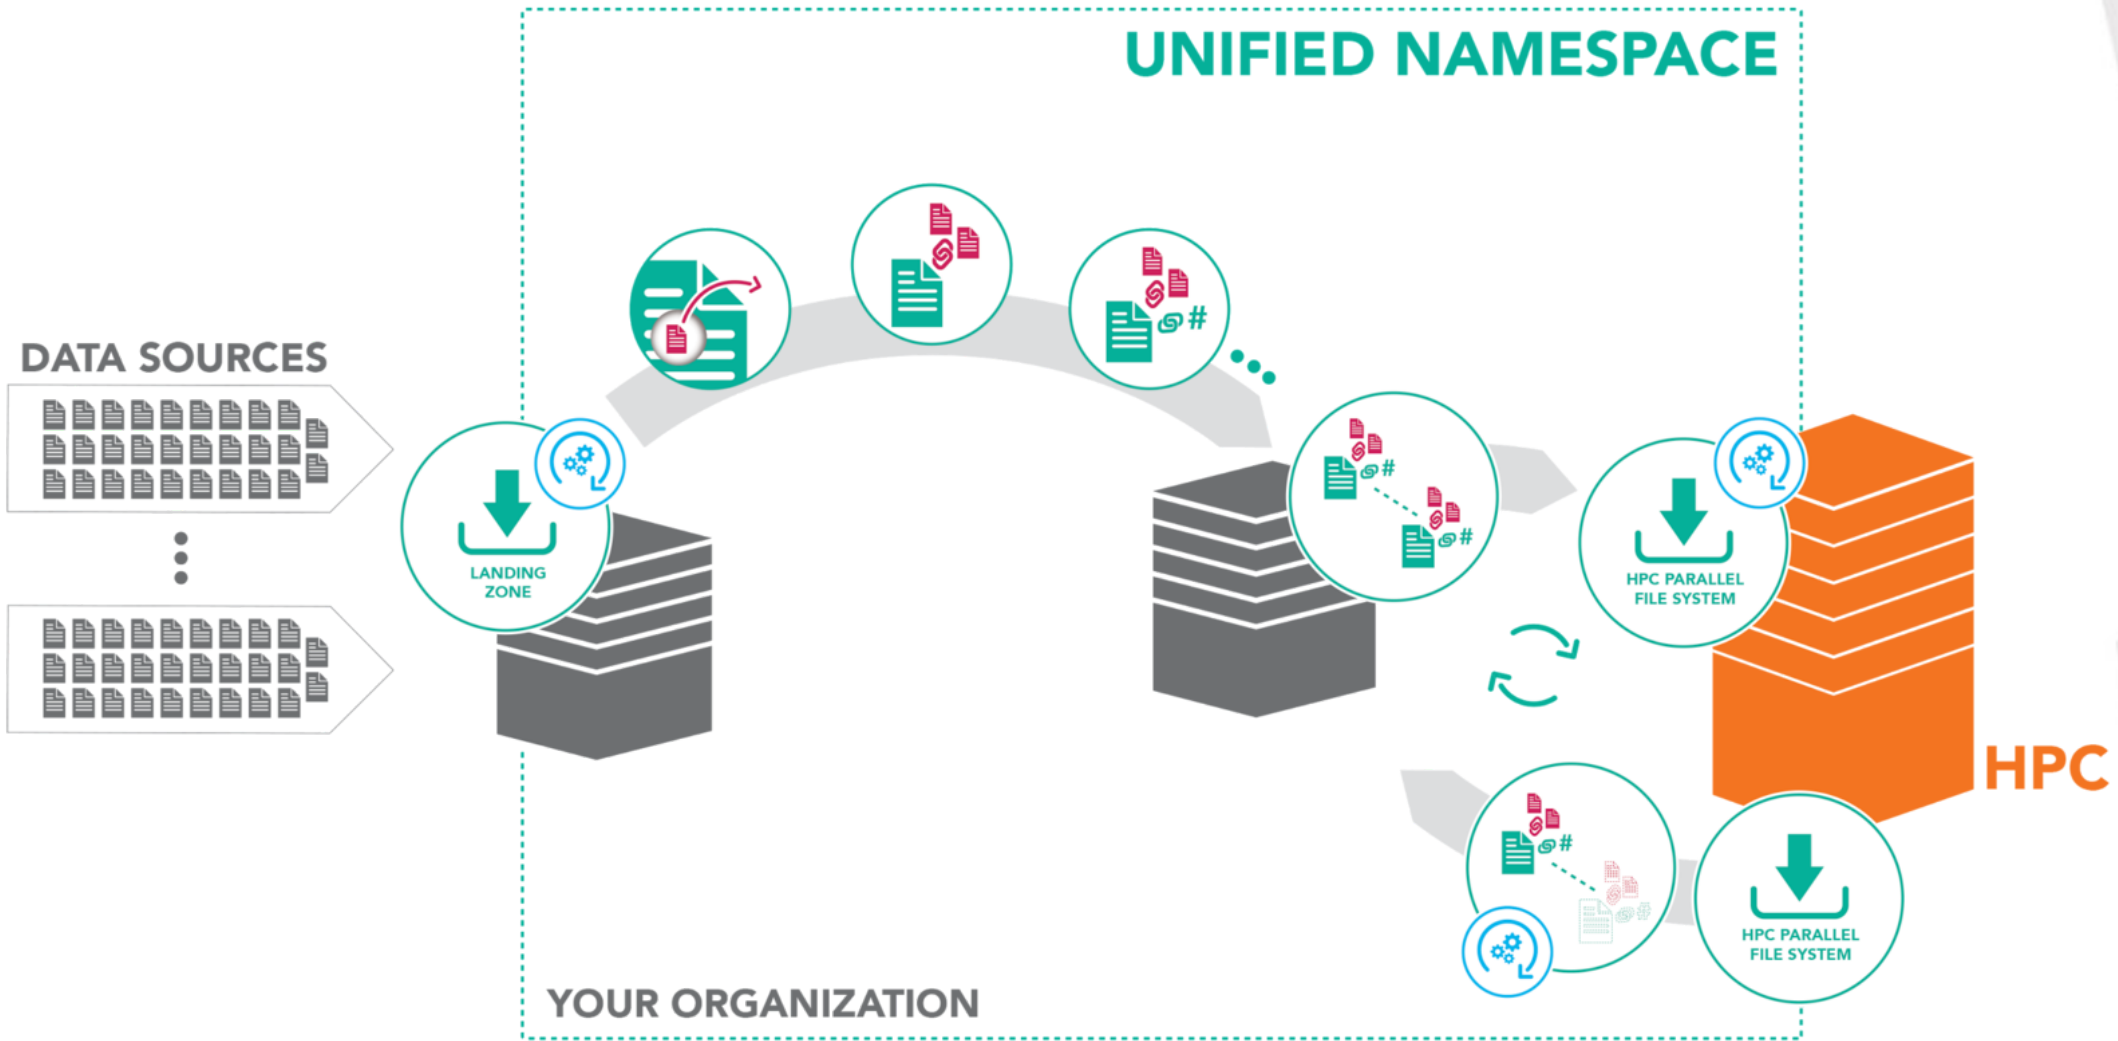 UNIFIED NAMESPACE
DATA SOURCES
#
LANDING
ZONE
#
#
HPC PARALLEL
FILE SYSTEM
HPC
#
#
HPC PARALLEL
FILE SYSTEM
YOUR ORGANIZATION